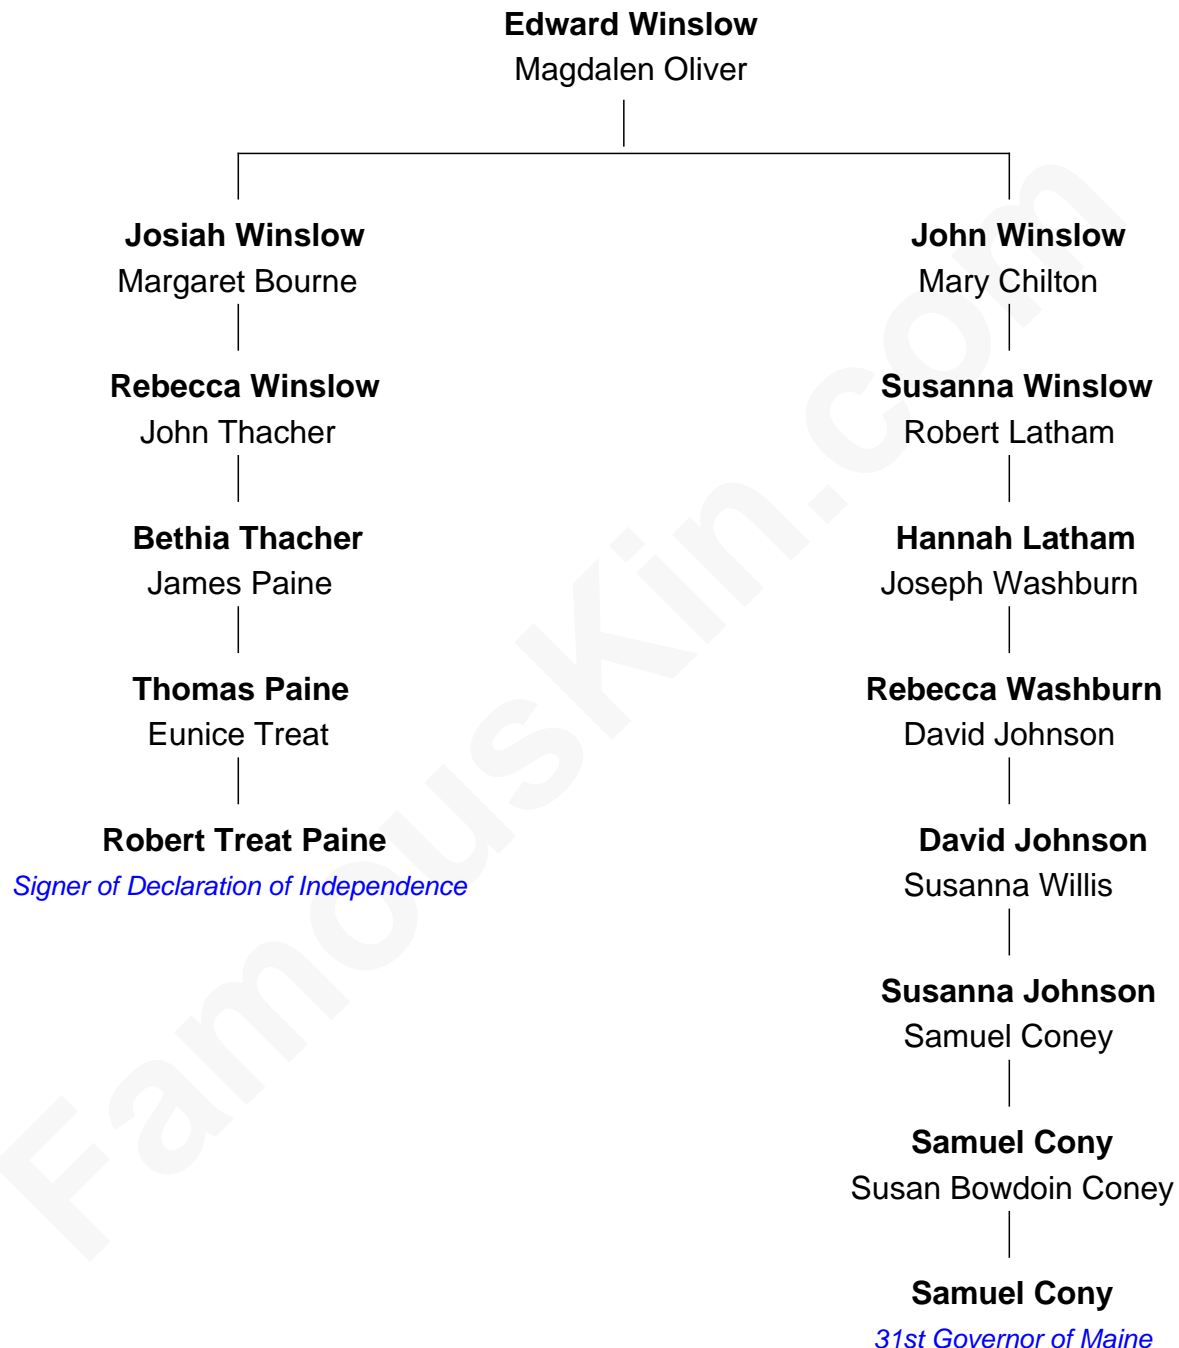 Edward Winslow
Magdalen Oliver
Josiah Winslow
Margaret Bourne
Rebecca Winslow
John Thacher
Bethia Thacher
James Paine
Thomas Paine
Eunice Treat
Robert Treat Paine
Signer of Declaration of Independence
John Winslow
Mary Chilton
Susanna Winslow
Robert Latham
Hannah Latham
Joseph Washburn
Rebecca Washburn
David Johnson
David Johnson
Susanna Willis
Susanna Johnson
Samuel Coney
Samuel Cony
Susan Bowdoin Coney
Samuel Cony
31st Governor of Maine
FamousKin.com